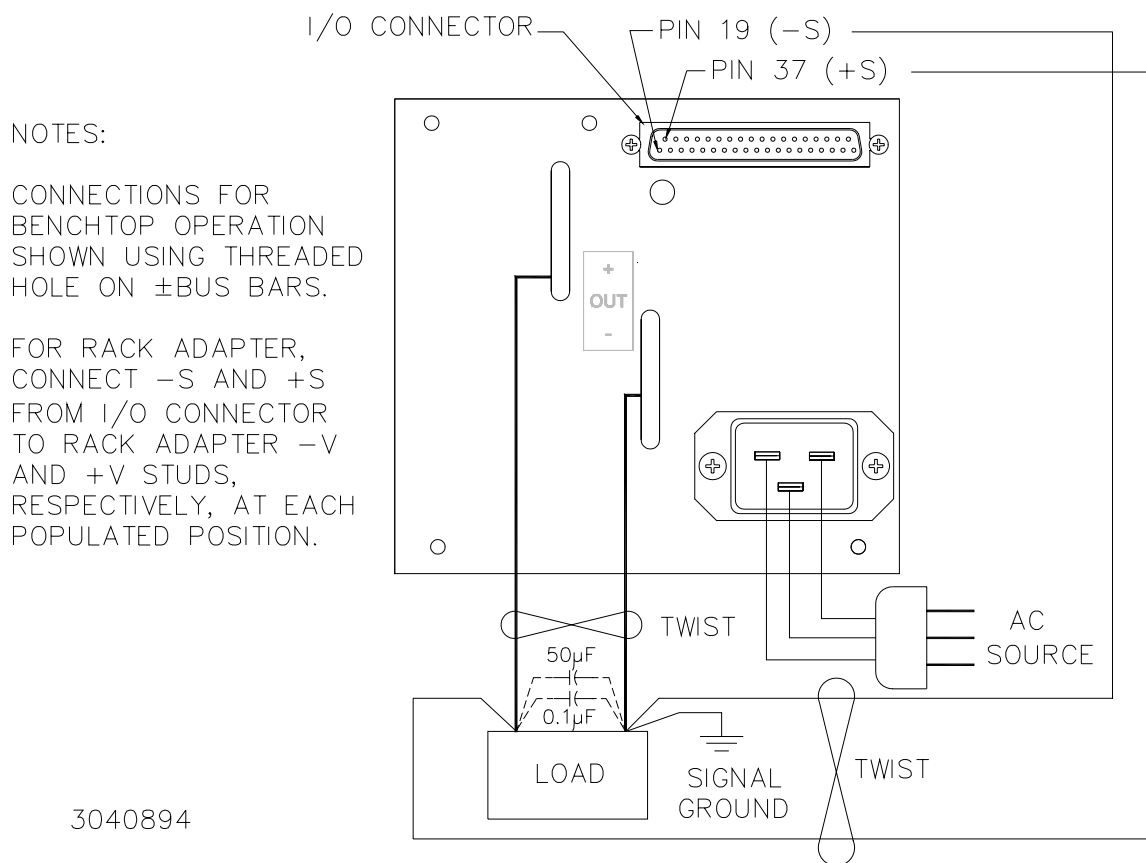 I/O CONNECTOR
PIN 19 (−S)
PIN 37 (+S)
NOTES:
CONNECTIONS FOR
BENCHTOP OPERATION
SHOWN USING THREADED
HOLE ON ±BUS BARS.
FOR RACK ADAPTER,
CONNECT −S AND +S
FROM I/O CONNECTOR
TO RACK ADAPTER −V
AND +V STUDS,
RESPECTIVELY, AT EACH
POPULATED POSITION.
+
OUT
-
TWIST
AC
SOURCE
50µF
0.1µF
LOAD
SIGNAL
GROUND
TWIST
3040894